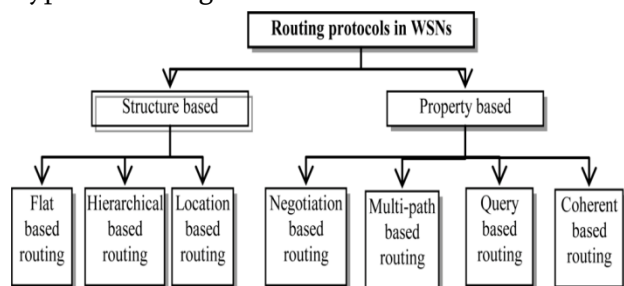 Routing protocols in WSNs
Structure based
Property based
Flat
based
routing
Hierarchical
based
routing
Location
based
routing
Negotiation
based
routing
Multi-path
based
routing
Query
based
routing
Coherent
based
routing